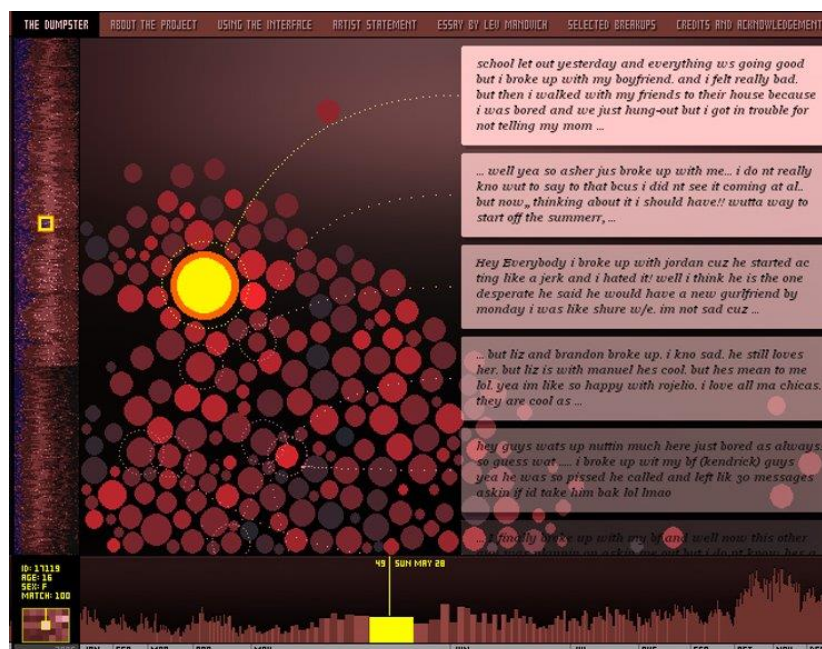 THE DUMPSTER ABOUT THE PROJECT USING THE INTERFACE ARTIST STATEMENT ESSAY BY LEV MANOVICH SELECTED BREAKUPS CREDITS AND ACKNOWLEDGEMENT
school let out yesterday and everything ws going good
but i broke up with my boyfriend. and i felt really bad.
but then i walked with my friends to their house because
i was bored and we just hung-out but i got in trouble for
not telling my mom ...
... well yea so asher jus broke up with me... i do nt really
kno wut to say to that bcus i did nt see it coming at al..
but now,, thinking about it i should have!! wutta way to
start off the summerr, ...
Hey Everybody i broke up with jordan cuz he started ac
ting like a jerk and i hated it! well i think he is the one
desperate he said he would have a new gurlfriend by
monday i was like shure w/e. im not sad cuz ...
... but liz and brandon broke up. i kno sad. he still loves
her. but liz is with manuel hes cool. but hes mean to me
lol. yea im like so happy with rojelio. i love all ma chicas.
they are cool as ...
hey guys wats up nuttin much here just bored as always.
so guess wat ..... i broke up wit my bf (kendrick) guys
yea he was so pissed he called and left lik 30 messages
askin if id take him bak lol lmao
... I finally broke up with my bf and well now this other
49 SUN MAY 28
ID: 17119
AGE: 16
SEX: F
MATCH: 100